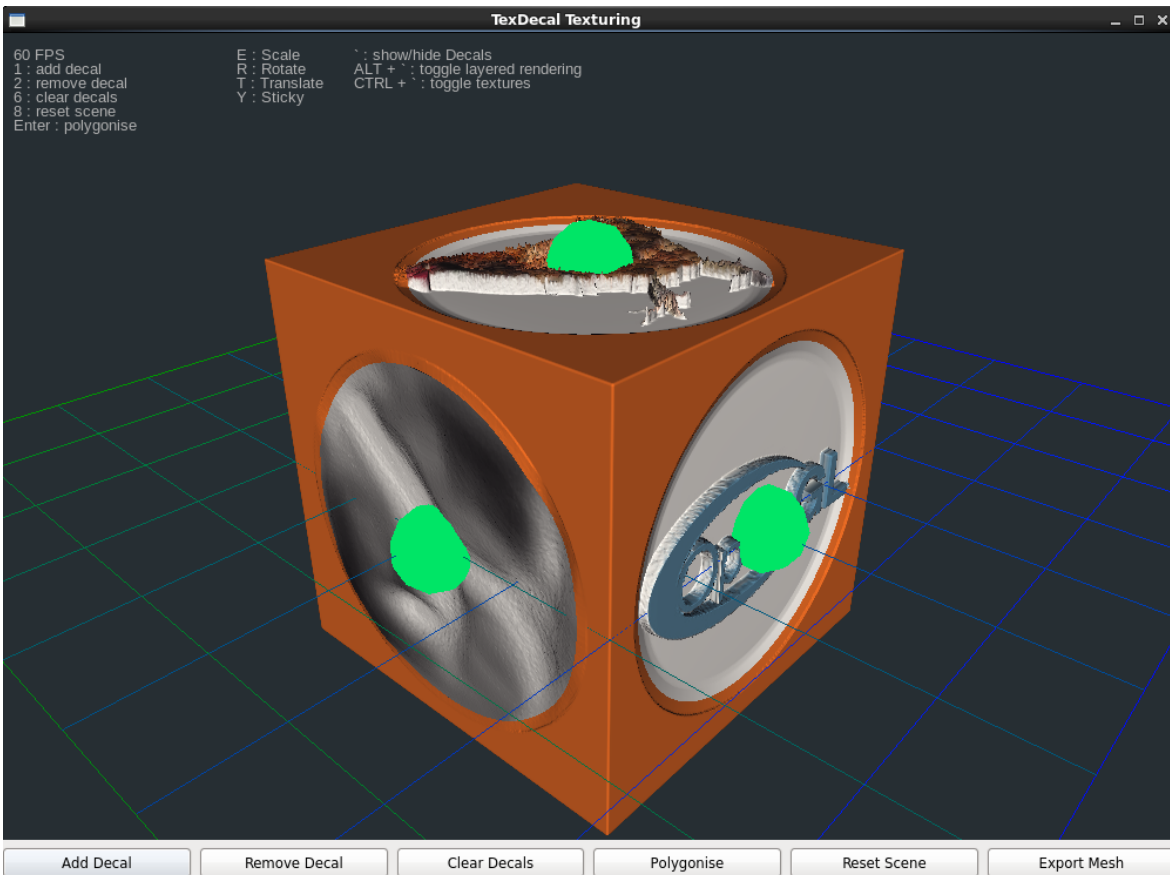 TexDecal Texturing
60 FPS
1 : add decal
2 : remove decal
6 : clear decals
8 : reset scene
Enter : polygonise
E : Scale
R : Rotate
T : Translate
Y : Sticky
` : show/hide Decals
ALT + ` : toggle layered rendering
CTRL + ` : toggle textures
Add Decal
Remove Decal
Clear Decals
Polygonise
Reset Scene
Export Mesh